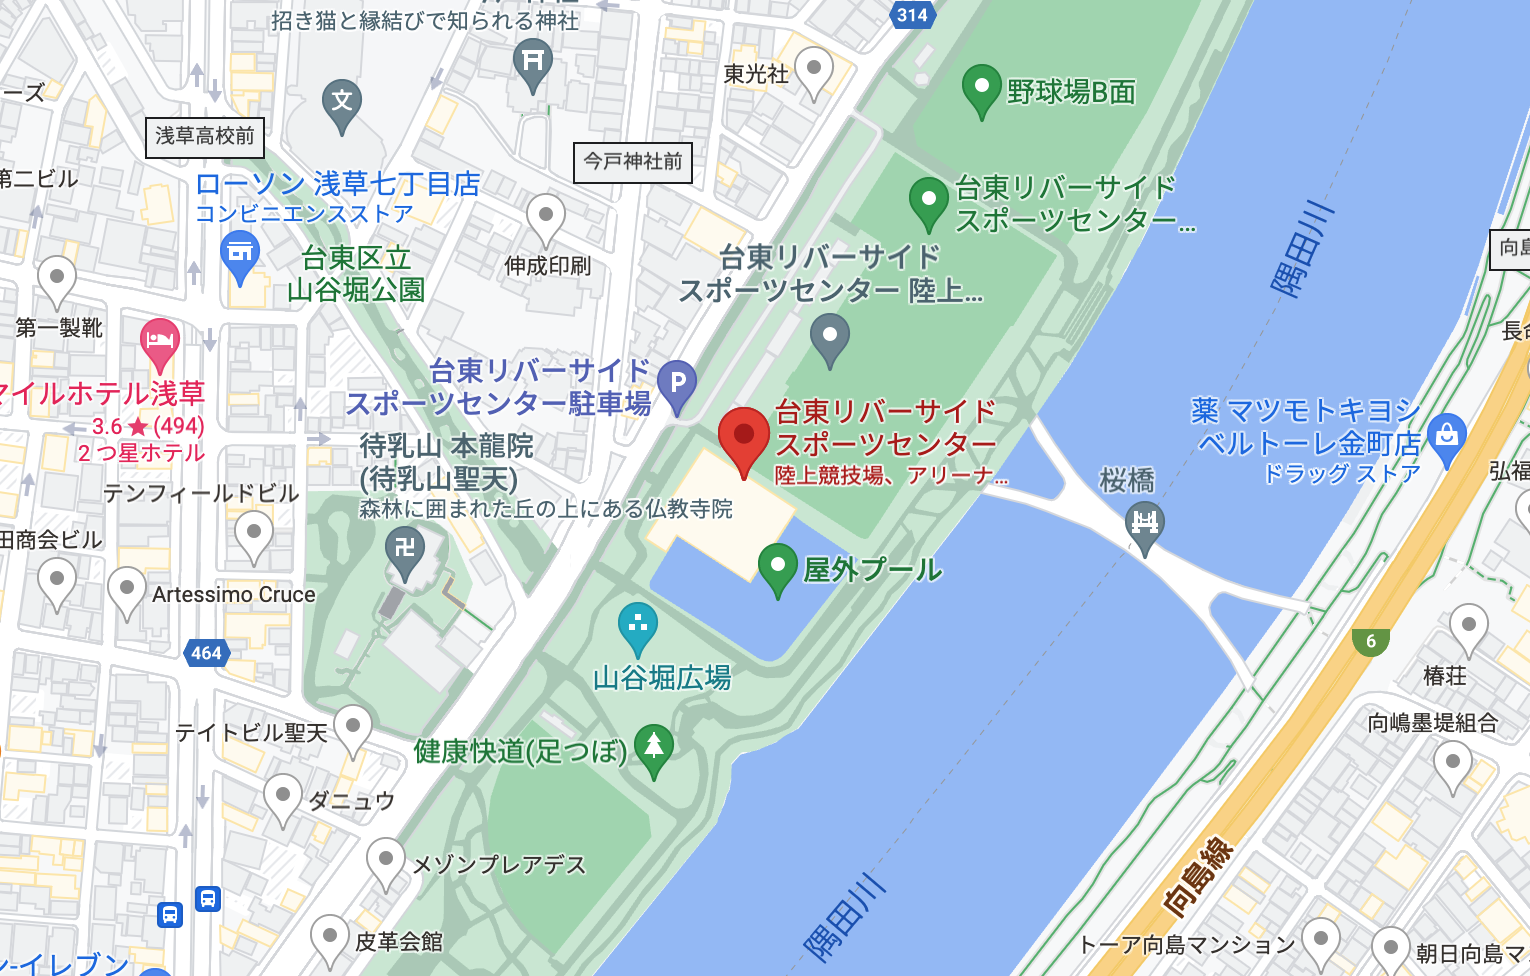 招き猫と縁結びで知られる神社
314
東光社
野球場B面
ーズ
浅草高校前
今戸神社前
第二ビル
ローソン 浅草七丁目店
コンビニエンスストア
台東リバーサイド
スポーツセンター...
隅田川
向島
台東区立
山谷堀公園
伸成印刷
台東リバーサイド
スポーツセンター 陸上...
第一製靴
長命
マイルホテル浅草
3.6 ★ (494)
2 つ星ホテル
台東リバーサイド
スポーツセンター駐車場
P
台東リバーサイド
スポーツセンター
陸上競技場、アリーナ...
薬 マツモトキヨシ
ベルトーレ金町店
ドラッグ ストア
待乳山 本龍院
(待乳山聖天)
森林に囲まれた丘の上にある仏教寺院
桜橋
弘福
テンフィールドビル
田商会ビル
屋外プール
Artessimo Cruce
464
6
山谷堀広場
椿荘
向嶋墨堤組合
テイトビル聖天
健康快道(足つぼ)
ダニュウ
メゾンプレアデス
向島線
隅田川
皮革会館
トーア向島マンション
朝日向島マ
ン-イレブン
文